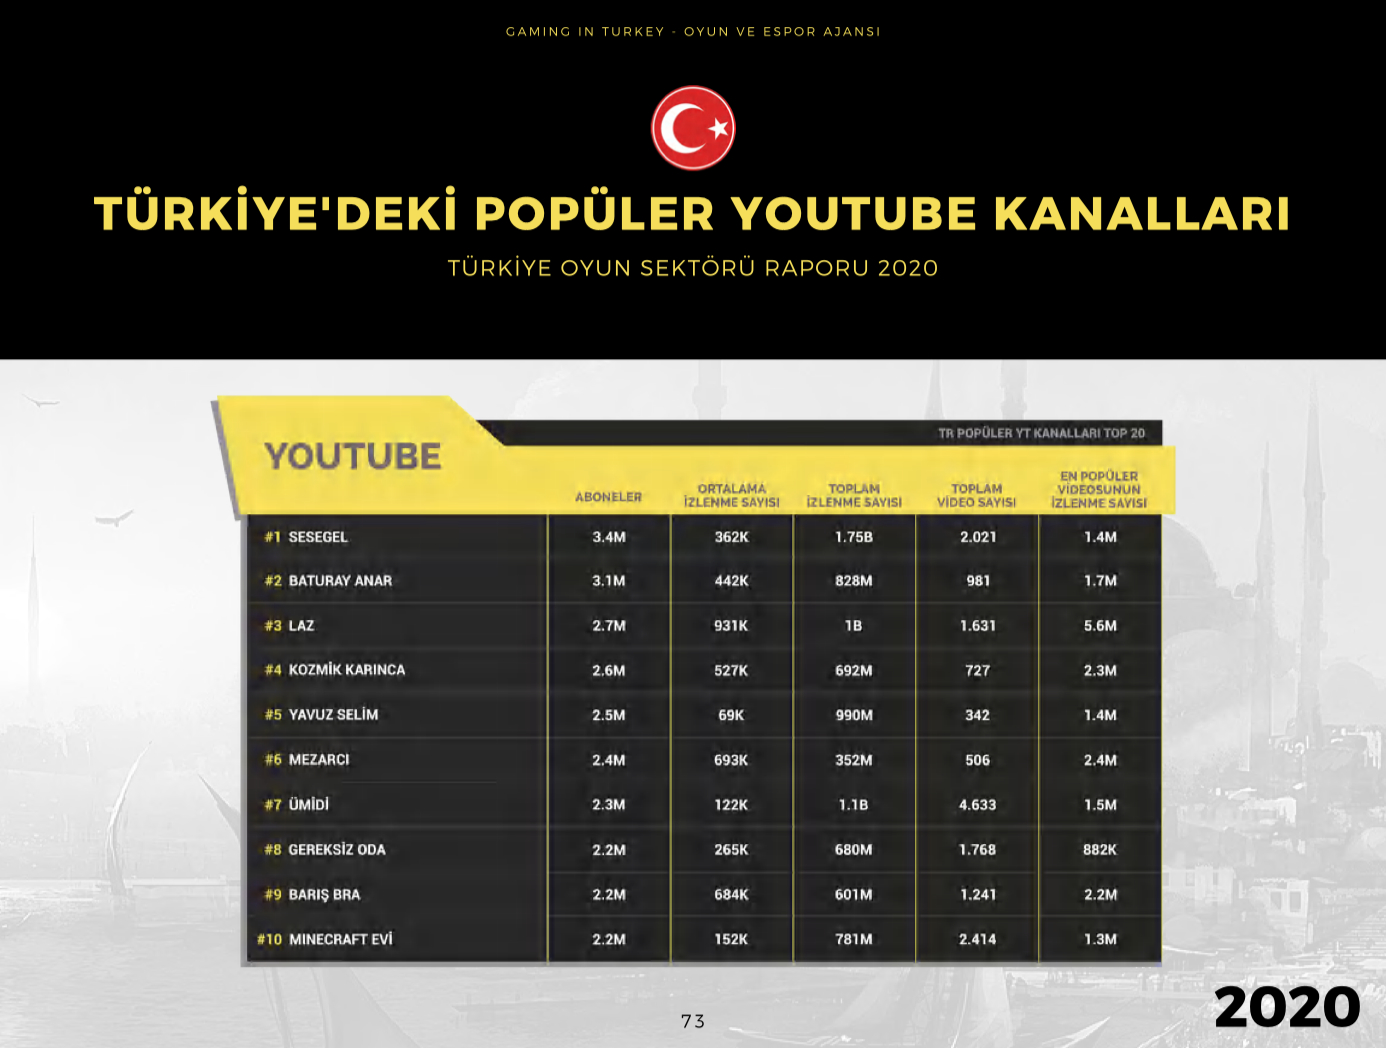 GAMING IN TURKEY - OYUN VE ESPOR AJANSI
TÜRKİYE'DEKİ POPÜLER YOUTUBE KANALLARI
TÜRKİYE OYUN SEKTÖRÜ RAPORU 2020
TR POPÜLER YT KANALLARI TOP 20
YOUTUBE
ABONELER
ORTALAMA
İZLENME SAYISI
TOPLAM
İZLENME SAYISI
TOPLAM
VİDEO SAYISI
EN POPÜLER
VİDEOSUNUN
İZLENME SAYISI
#1 SESEGEL 3.4M 362K 1.75B 2.021 1.4M
#2 BATURAY ANAR 3.1M 442K 828M 981 1.7M
#3 LAZ 2.7M 931K 1B 1.631 5.6M
#4 KOZMİK KARINCA 2.6M 527K 692M 727 2.3M
#5 YAVUZ SELİM 2.5M 69K 990M 342 1.4M
#6 MEZARCI 2.4M 693K 352M 506 2.4M
#7 ÜMİDİ 2.3M 122K 1.1B 4.633 1.5M
#8 GEREKSİZ ODA 2.2M 265K 680M 1.768 882K
#9 BARIŞ BRA 2.2M 684K 601M 1.241 2.2M
#10 MINECRAFT EVİ 2.2M 152K 781M 2.414 1.3M
73
2020